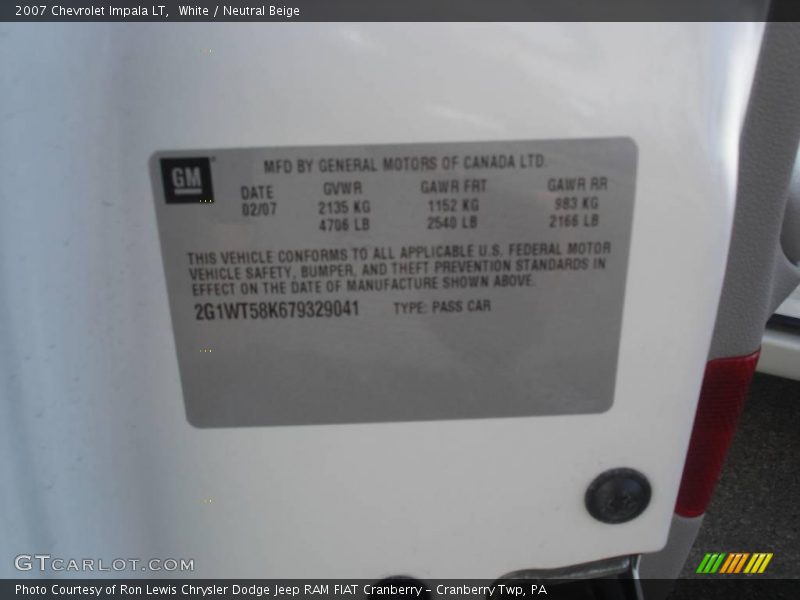 2007 Chevrolet Impala LT, White / Neutral Beige
GM
MFD BY GENERAL MOTORS OF CANADA LTD.
DATE GVWR GAWR FRT GAWR RR
02/07 2135 KG 1152 KG 983 KG
4706 LB 2540 LB 2166 LB
THIS VEHICLE CONFORMS TO ALL APPLICABLE U.S. FEDERAL MOTOR
VEHICLE SAFETY, BUMPER, AND THEFT PREVENTION STANDARDS IN
EFFECT ON THE DATE OF MANUFACTURE SHOWN ABOVE.
2G1WT58K679329041 TYPE: PASS CAR
GTCARLOT.COM
Photo Courtesy of Ron Lewis Chrysler Dodge Jeep RAM FIAT Cranberry – Cranberry Twp, PA